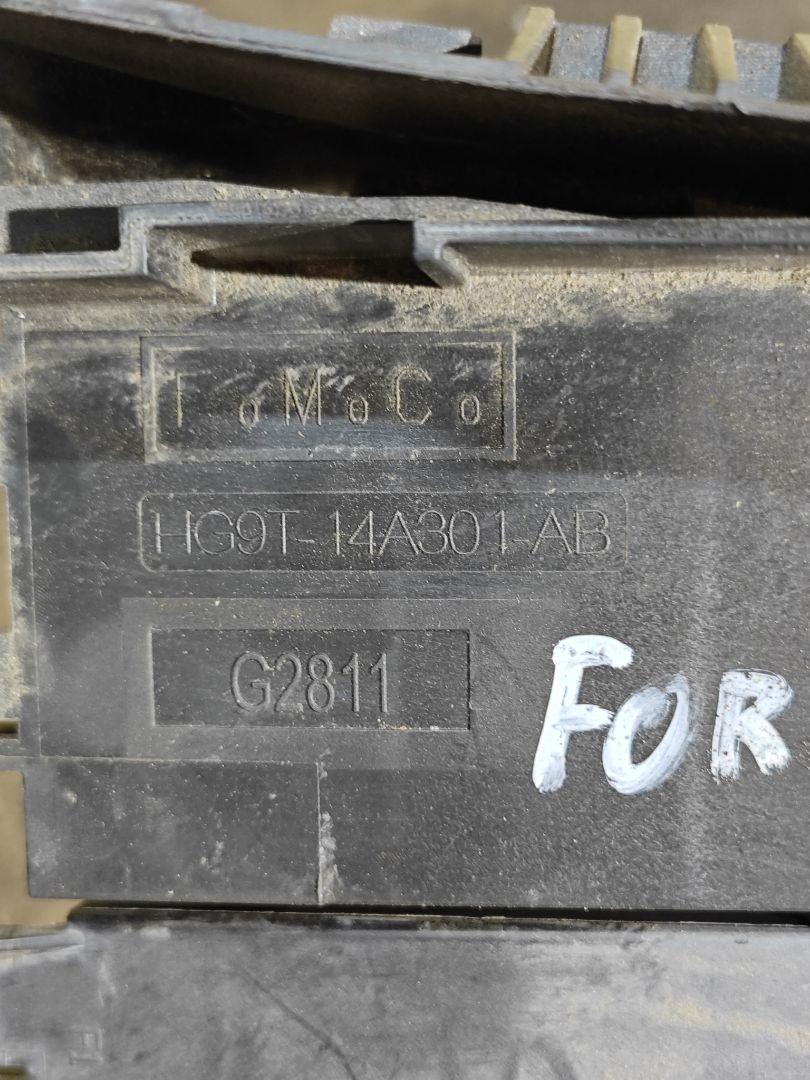 FoMoCo
HG9T-14A301-AB
G2811
FOR